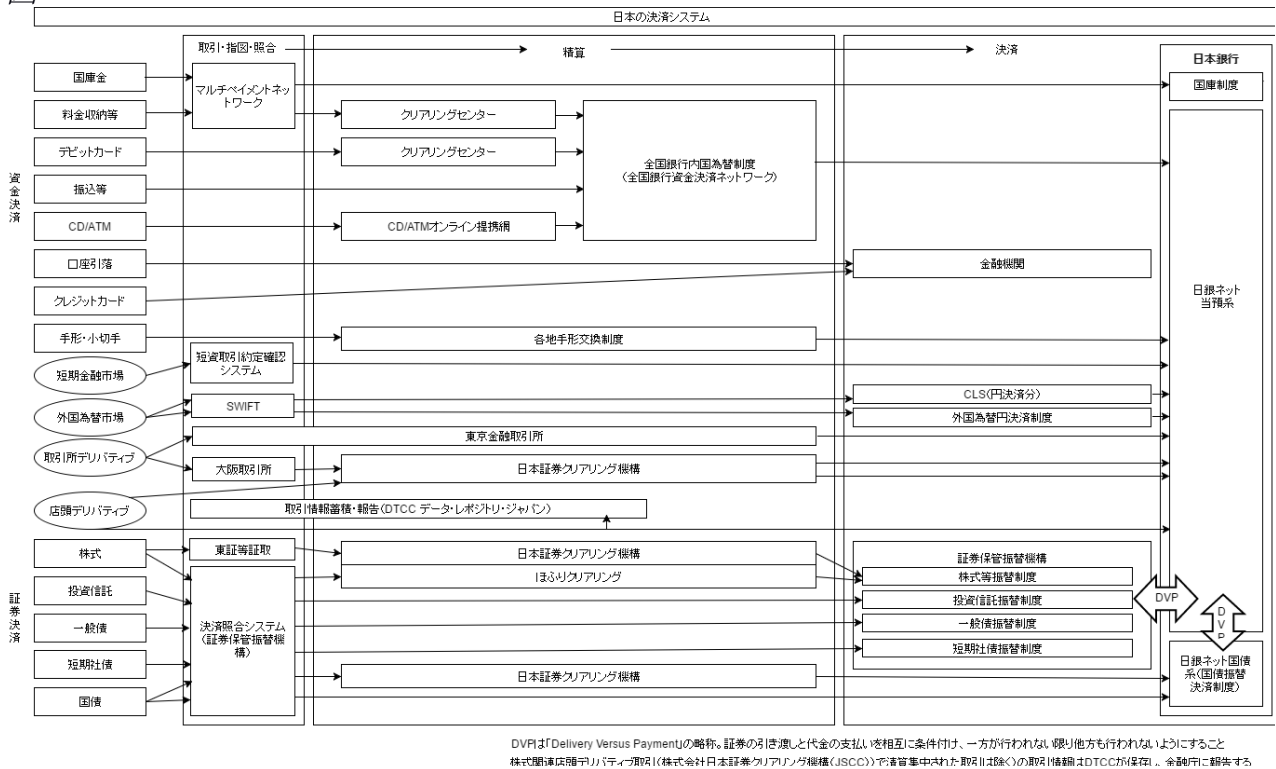 図
日本の決済システム
取引・指図・照合
積算
決済
日本銀行
資金決済
国庫金
料金収納等
デビットカード
振込等
CD/ATM
口座引落
クレジットカード
手形・小切手
短期金融市場
外国為替市場
取引所デリバティブ
店頭デリバティブ
マルチペイメントネッ
トワーク
クリアリングセンター
クリアリングセンター
CD/ATMオンライン提携網
全国銀行内国為替制度
(全国銀行資金決済ネットワーク)
国庫制度
金融機関
日銀ネット
当預系
各地手形交換制度
短資取引約定確認
システム
SWIFT
CLS(円決済分)
外国為替円決済制度
東京金融取引所
大阪取引所
日本証券クリアリング機構
取引情報蓄積・報告(DTCC データ・レポジトリ・ジャパン)
証券決済
株式
投資信託
一般債
短期社債
国債
東証等証取
決済照合システム
(証券保管振替機
構)
日本証券クリアリング機構
ほふりクリアリング
日本証券クリアリング機構
証券保管振替機構
株式等振替制度
投資信託振替制度
一般債振替制度
短期社債振替制度
DVP
DVP
日銀ネット国債
系(国債振替
決済制度)
DVPは「Delivery Versus Payment」の略称。証券の引き渡しと代金の支払いを相互に条件付け、一方が行われない限り他方も行われないようにすること
株式関連店頭デリバティブ取引(株式会社日本証券クリアリング機構(JSCC))で清算集中された取引は除く)の取引情報はDTCCが保存し、金融庁に報告する